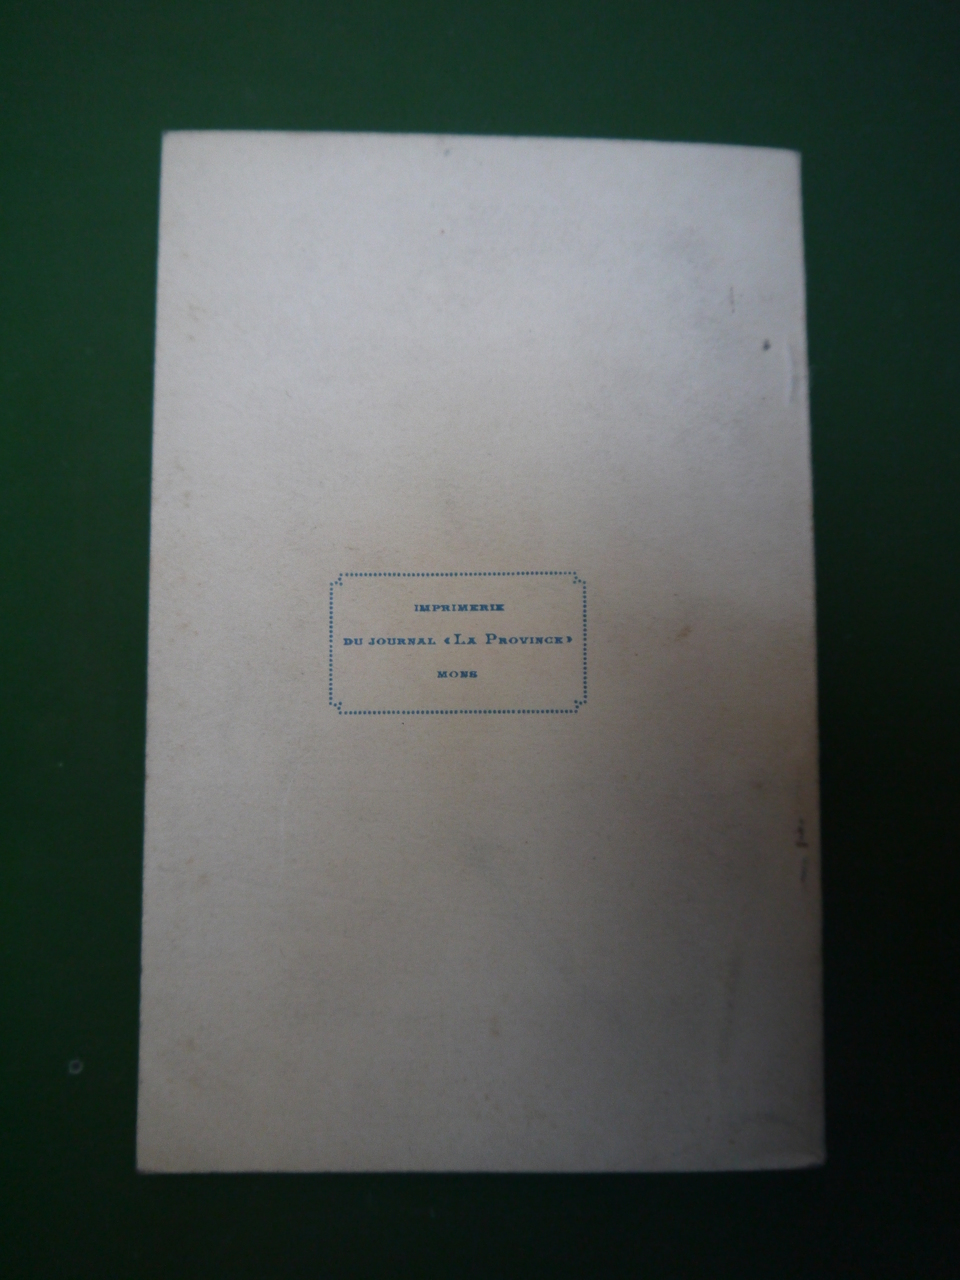 IMPRIMERIE
DU JOURNAL «LA PROVINCE»
MONS